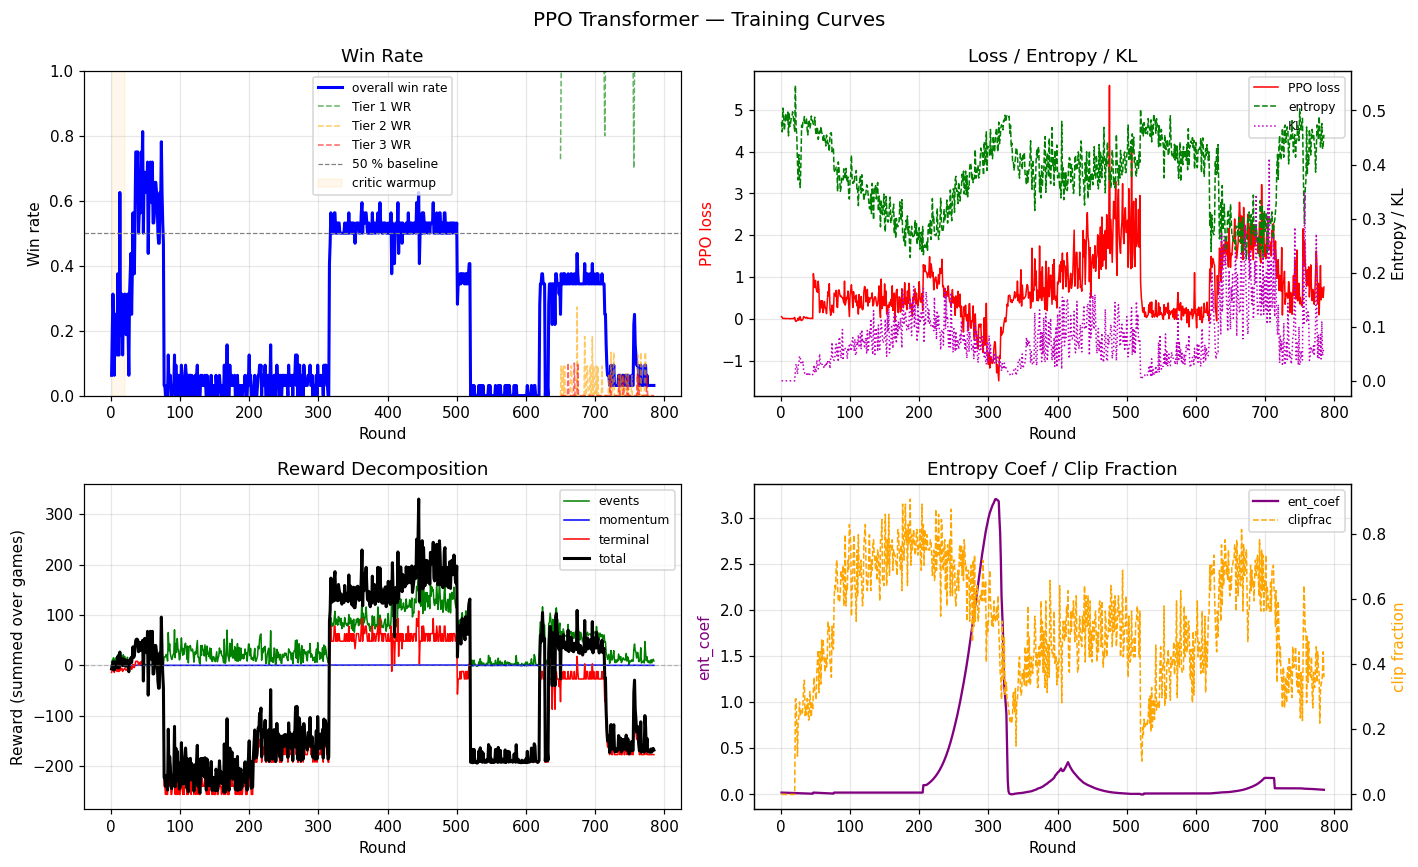 PPO Transformer — Training Curves
Win Rate
Win rate
1.0
0.8
0.6
0.4
0.2
0.0
0 100 200 300 400 500 600 700 800
Round
overall win rate
Tier 1 WR
Tier 2 WR
Tier 3 WR
50 % baseline
critic warmup
Loss / Entropy / KL
PPO loss
5
4
3
2
1
0
−1
0 100 200 300 400 500 600 700 800
Round
PPO loss
entropy
KL
0.5
0.4
0.3
0.2
0.1
0.0
Entropy / KL
Reward Decomposition
Reward (summed over games)
300
200
100
0
−100
−200
0 100 200 300 400 500 600 700 800
Round
events
momentum
terminal
total
Entropy Coef / Clip Fraction
ent_coef
3.0
2.5
2.0
1.5
1.0
0.5
0.0
0 100 200 300 400 500 600 700 800
Round
ent_coef
clipfrac
0.8
0.6
0.4
0.2
0.0
clip fraction